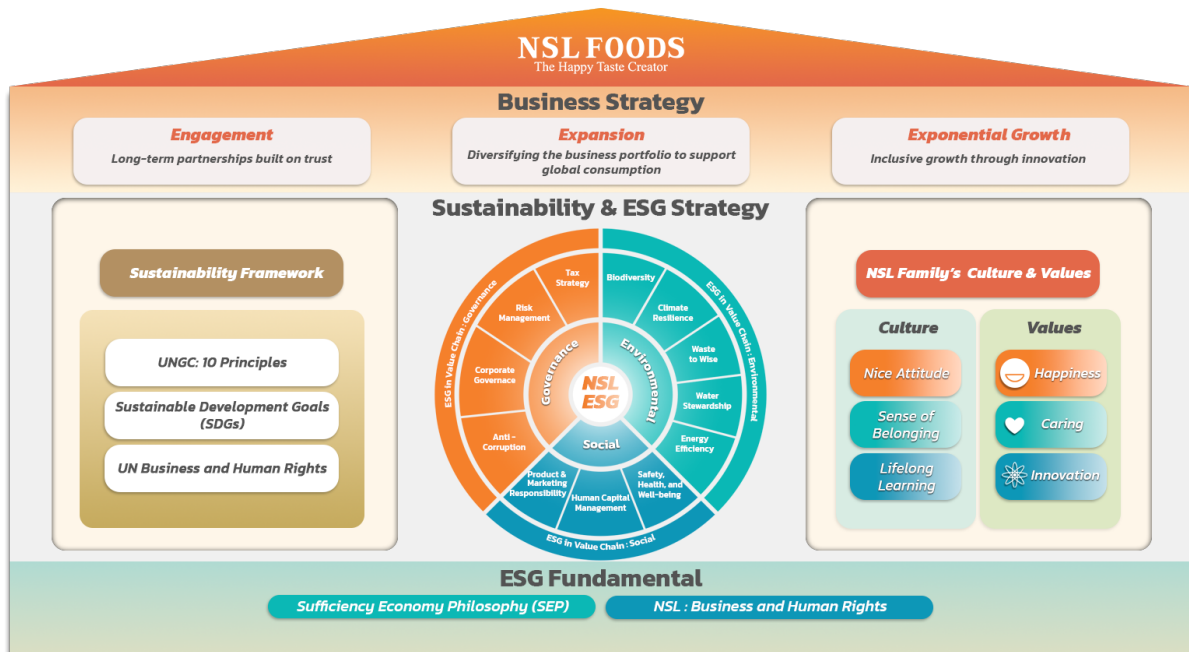 NSL FOODS
The Happy Taste Creator
Business Strategy
Engagement
Long-term partnerships built on trust
Expansion
Diversifying the business portfolio to support
global consumption
Exponential Growth
Inclusive growth through innovation
Sustainability & ESG Strategy
Sustainability Framework
UNGC: 10 Principles
Sustainable Development Goals
(SDGs)
UN Business and Human Rights
ESG in Value Chain : Governance
Tax
Strategy
Risk
Management
Corporate
Governace
Anti -
Corruption
Governance
ESG in Value Chain : Environmental
Biodiversity
Climate
Resilience
Waste
to Wise
Water
Stewardship
Energy
Efficiency
Environmental
NSL
ESG
Social
Product &
Marketing
Responsibility
Human Capital
Management
Safety,
Health, and
Well-being
ESG in Value Chain : Social
NSL Family's Culture & Values
Culture
Nice Attitude
Sense of
Belonging
Lifelong
Learning
Values
Happiness
Caring
Innovation
ESG Fundamental
Sufficiency Economy Philosophy (SEP)
NSL : Business and Human Rights